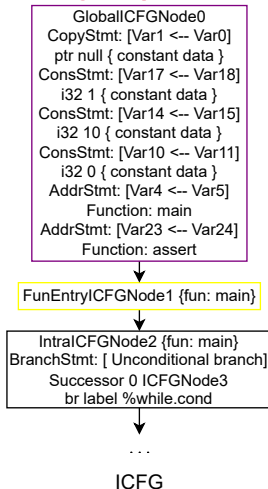 GlobalICFGNode0
CopyStmt: [Var1 <-- Var0]
ptr null { constant data }
ConsStmt: [Var17 <-- Var18]
i32 1 { constant data }
ConsStmt: [Var14 <-- Var15]
i32 10 { constant data }
ConsStmt: [Var10 <-- Var11]
i32 0 { constant data }
AddrStmt: [Var4 <-- Var5]
Function: main
AddrStmt: [Var23 <-- Var24]
Function: assert
FunEntryICFGNode1 {fun: main}
IntraICFGNode2 {fun: main}
BranchStmt: [ Unconditional branch]
Successor 0 ICFGNode3
br label %while.cond
. . .
ICFG